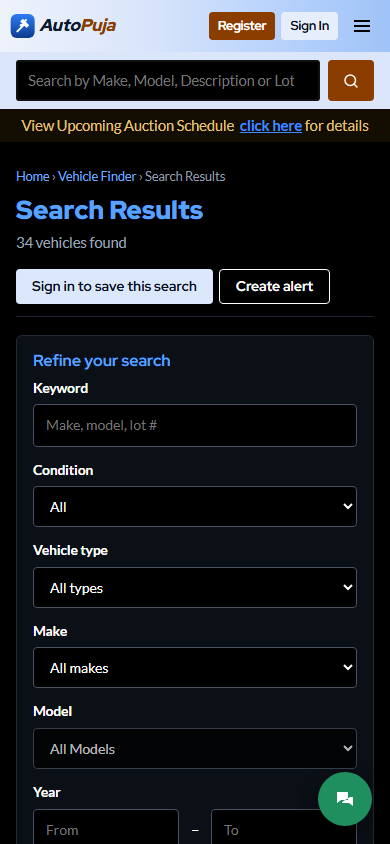 AutoPuja
Register
Sign In
Search by Make, Model, Description or Lot
View Upcoming Auction Schedule click here for details
Home › Vehicle Finder › Search Results
Search Results
34 vehicles found
Sign in to save this search
Create alert
Refine your search
Keyword
Make, model, lot #
Condition
All
Vehicle type
All types
Make
All makes
Model
All Models
Year
From – To